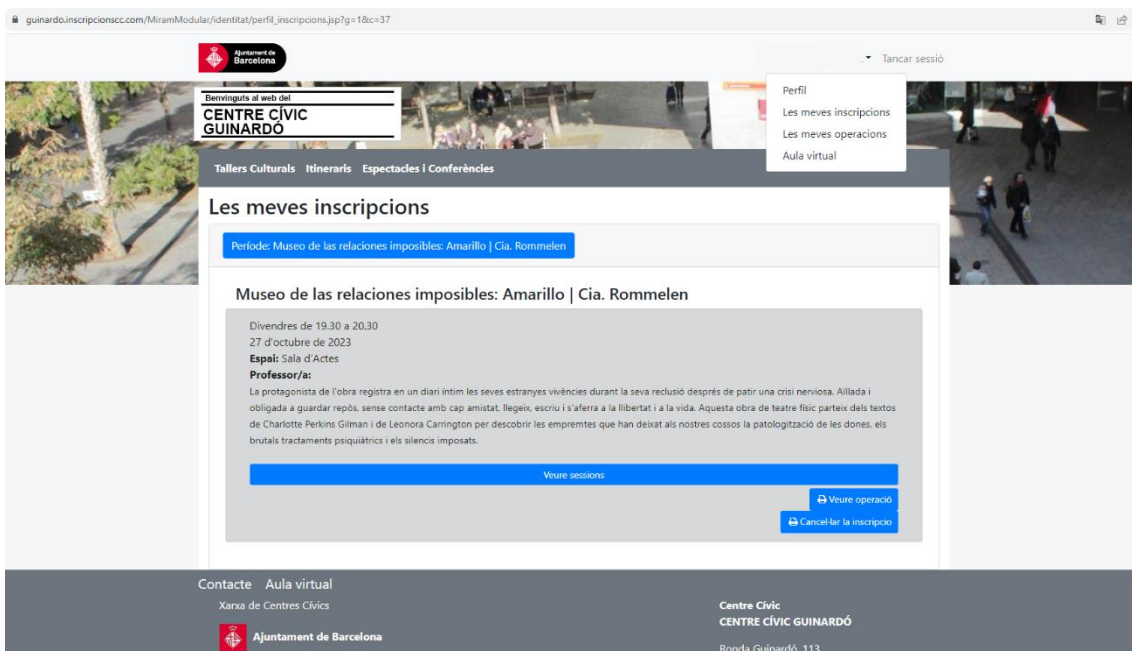 guinardo.inscripcionscc.com/MiramModular/identitat/perfil_inscripcions.jsp?g=1&c=37
Ajuntament de
Barcelona
Tancar sessió
Perfil
Les meves inscripcions
Les meves operacions
Aula virtual
Benvinguts al web del
CENTRE CÍVIC
GUINARDÓ
Tallers Culturals Itineraris Espectacles i Conferències
Les meves inscripcions
Període: Museo de las relaciones imposibles: Amarillo | Cia. Rommelen
Museo de las relaciones imposibles: Amarillo | Cia. Rommelen
Divendres de 19.30 a 20.30
27 d'octubre de 2023
Espai: Sala d'Actes
Professor/a:
La protagonista de l'obra registra en un diari íntim les seves estranyes vivències durant la seva reclusió després de patir una crisi nerviosa. Aïllada i
obligada a guardar repòs, sense contacte amb cap amistat, llegeix, escriu i s'aferra a la llibertat i a la vida. Aquesta obra de teatre físic parteix dels textos
de Charlotte Perkins Gilman i de Leonora Carrington per descobrir les empremtes que han deixat als nostres cossos la patologització de les dones, els
brutals tractaments psiquiàtrics i els silencis imposats.
Veure sessions
Veure operació
Cancel·lar la inscripcio
Contacte Aula virtual
Xarxa de Centres Cívics
Ajuntament de Barcelona
Centre Cívic
CENTRE CÍVIC GUINARDÓ
Ronda Guinardó, 113